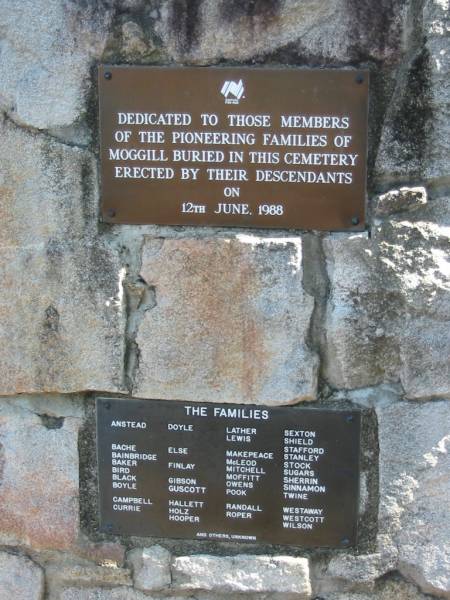 DEDICATED TO THOSE MEMBERS
OF THE PIONEERING FAMILIES OF
MOGGILL BURIED IN THIS CEMETERY
ERECTED BY THEIR DESCENDANTS
ON
12TH JUNE, 1988
THE FAMILIES
ANSTEAD
BACHE
BAINBRIDGE
BAKER
BIRD
BLACK
BOYLE
CAMPBELL
CURRIE
DOYLE
ELSE
FINLAY
GIBSON
GUSCOTT
HALLETT
HOLZ
HOOPER
LATHER
LEWIS
MAKEPEACE
McLEOD
MITCHELL
MOFFITT
OWENS
POOK
RANDALL
ROPER
SEXTON
SHIELD
STAFFORD
STANLEY
STOCK
SUGARS
SHERRIN
SINNAMON
TWINE
WESTAWAY
WESTCOTT
WILSON
AND OTHERS, UNKNOWN